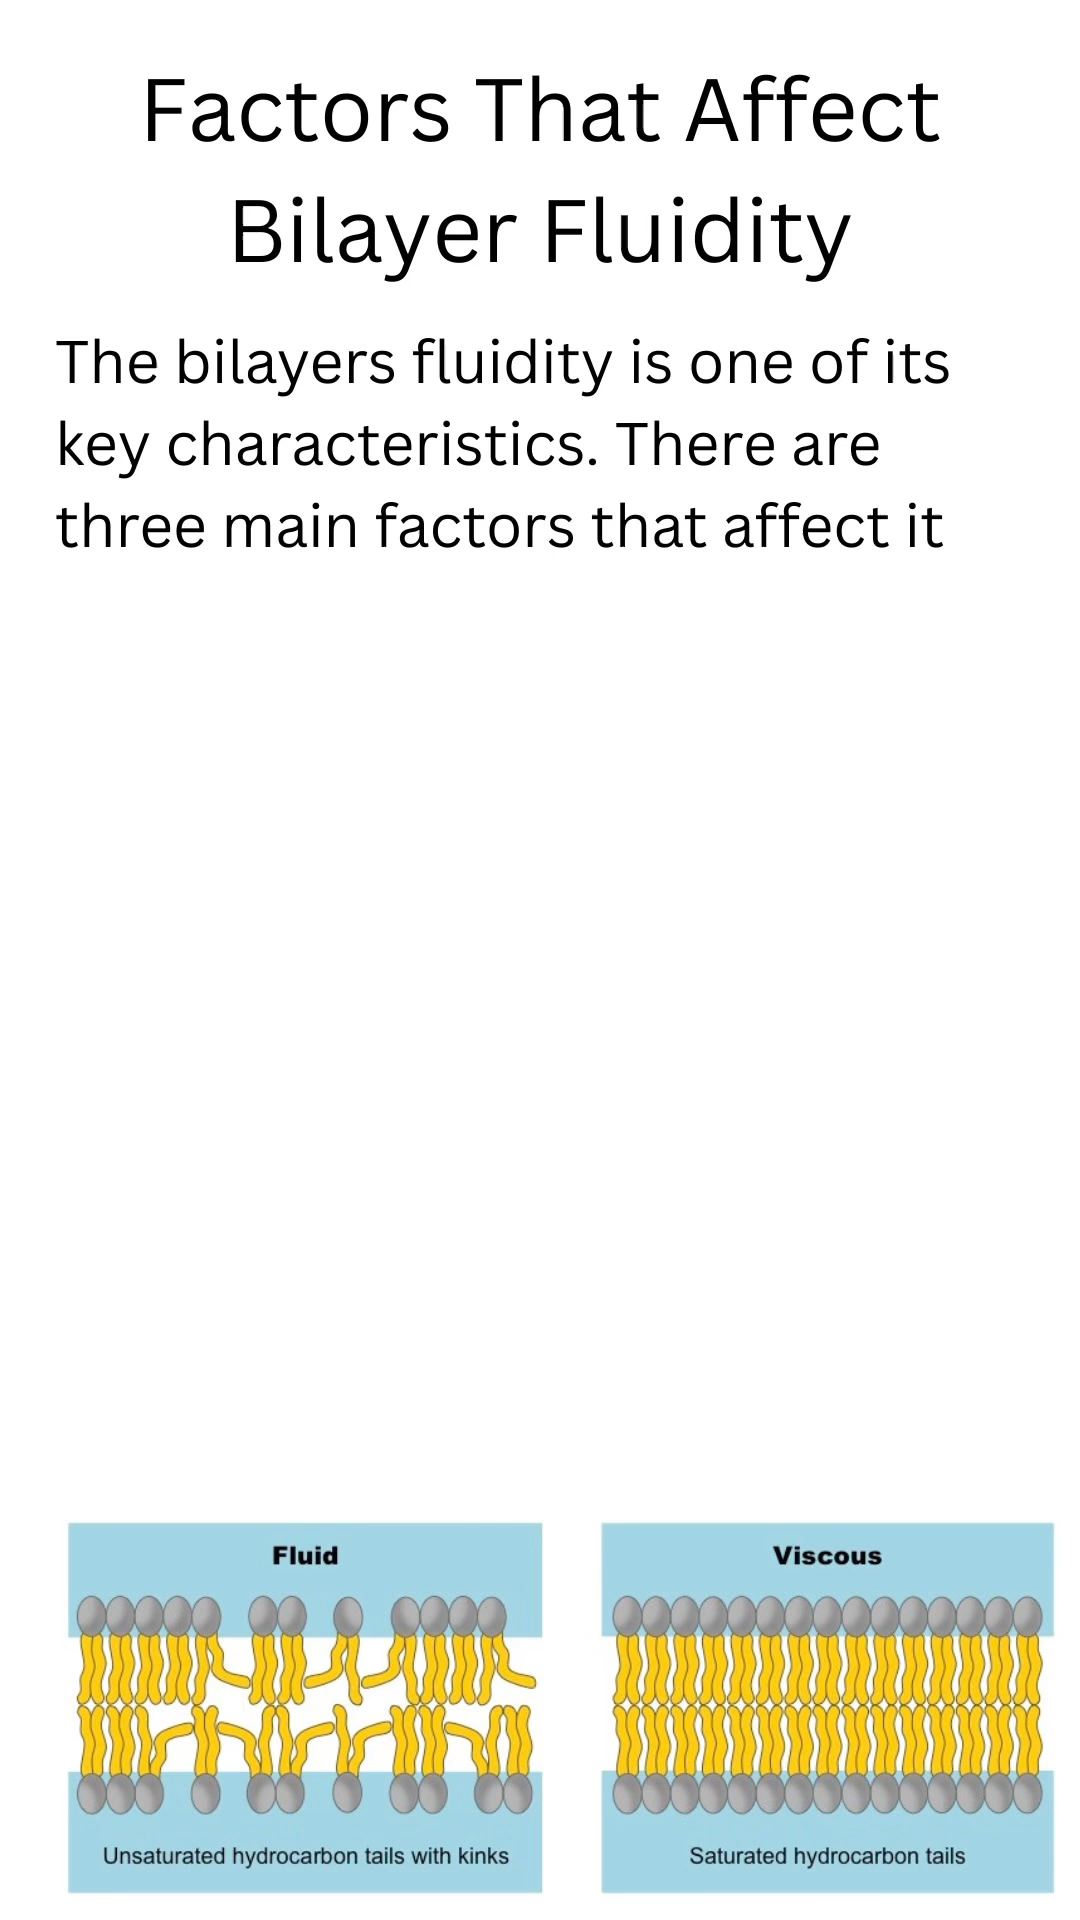 Factors That Affect
Bilayer Fluidity
The bilayers fluidity is one of its
key characteristics. There are
three main factors that affect it
Fluid
Viscous
Unsaturated hydrocarbon tails with kinks
Saturated hydrocarbon tails